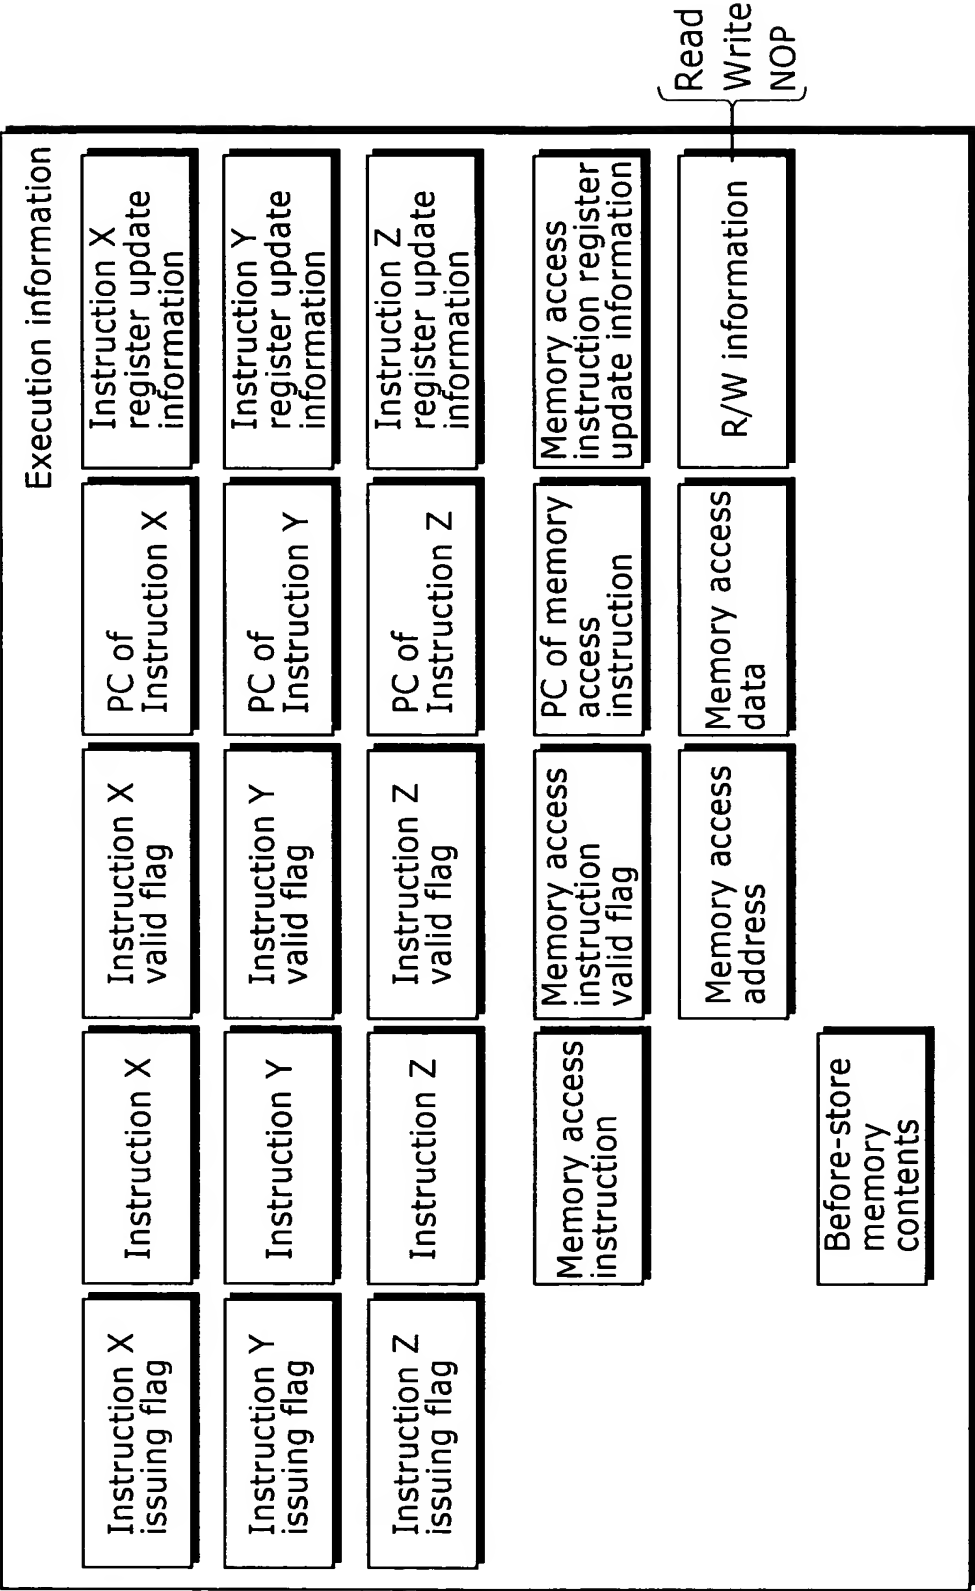 Execution information
Instruction X
issuing flag
Instruction X
Instruction X
valid flag
PC of
Instruction X
Instruction X
register update
information
Instruction Y
issuing flag
Instruction Y
Instruction Y
valid flag
PC of
Instruction Y
Instruction Y
register update
information
Instruction Z
issuing flag
Instruction Z
Instruction Z
valid flag
PC of
Instruction Z
Instruction Z
register update
information
Memory access
instruction
Memory access
instruction
valid flag
PC of memory
access
instruction
Memory access
instruction register
update information
Memory access
address
Memory access
data
R/W information
Read
Write
NOP
Before-store
memory
contents